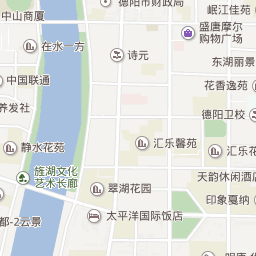 中山商厦
德阳市财政局
岷江佳苑
盛唐摩尔
购物广场
在水一方
诗元
东湖丽景
中国联通
花香逸苑
养发社
德阳卫校
静水花苑
汇乐馨苑
汇乐花
旌湖文化
艺术长廊
翠湖花园
天韵休闲酒店
印象戛纳
太平洋国际饭店
都-2云景